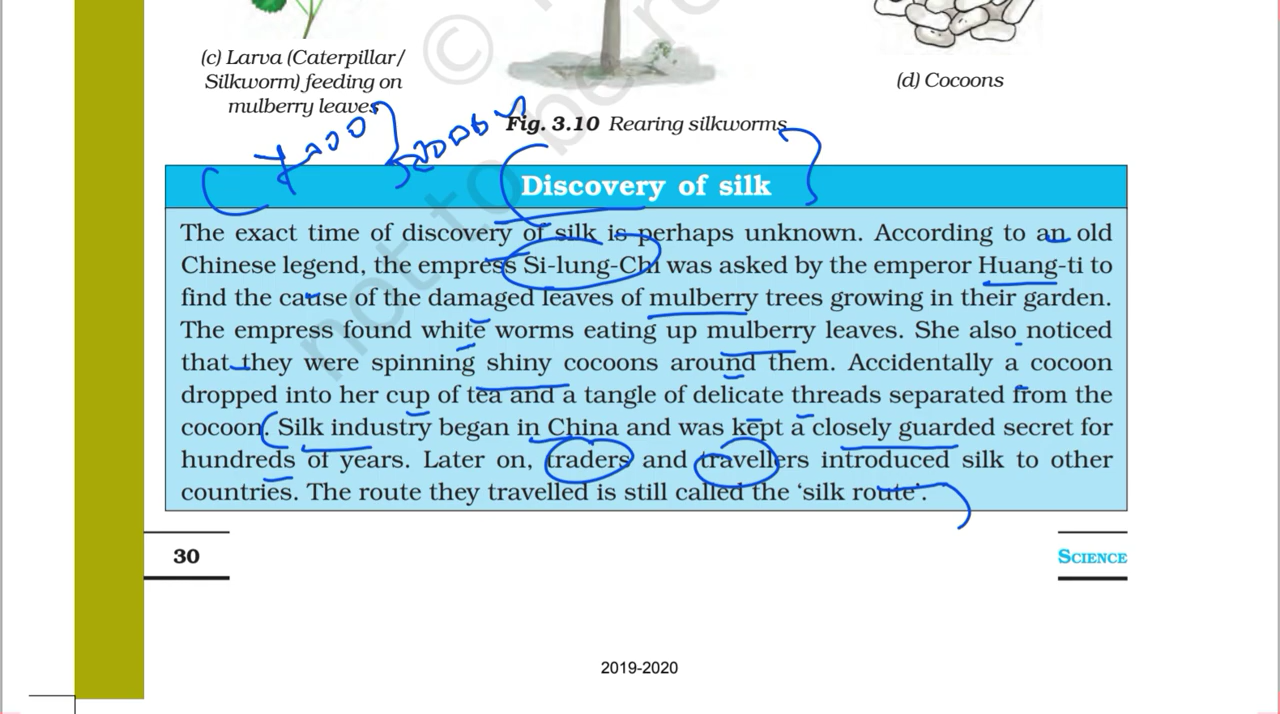 (c) Larva (Caterpillar/
Silkworm) feeding on
mulberry leaves
(d) Cocoons
Fig. 3.10 Rearing silkworms
Discovery of silk
The exact time of discovery of silk is perhaps unknown. According to an old
Chinese legend, the empress Si-lung-Chi was asked by the emperor Huang-ti to
find the cause of the damaged leaves of mulberry trees growing in their garden.
The empress found white worms eating up mulberry leaves. She also noticed
that they were spinning shiny cocoons around them. Accidentally a cocoon
dropped into her cup of tea and a tangle of delicate threads separated from the
cocoon. Silk industry began in China and was kept a closely guarded secret for
hundreds of years. Later on, traders and travellers introduced silk to other
countries. The route they travelled is still called the ‘silk route’.
30
SCIENCE
2019-2020